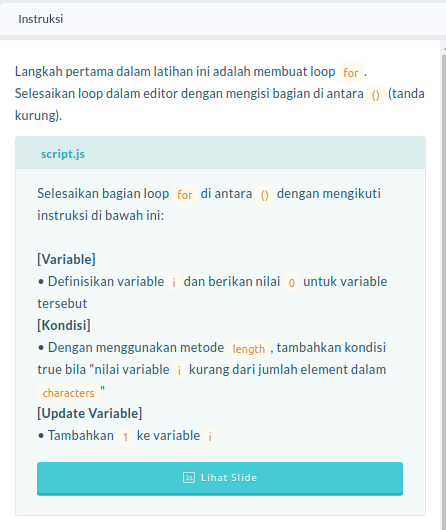 Instruksi
Langkah pertama dalam latihan ini adalah membuat loop for .
Selesaikan loop dalam editor dengan mengisi bagian di antara () (tanda
kurung).
script.js
Selesaikan bagian loop for di antara () dengan mengikuti
instruksi di bawah ini:
[Variable]
• Definisikan variable i dan berikan nilai 0 untuk variable
tersebut
[Kondisi]
• Dengan menggunakan metode length , tambahkan kondisi
true bila "nilai variable i kurang dari jumlah element dalam
characters "
[Update Variable]
• Tambahkan 1 ke variable i
Lihat Slide